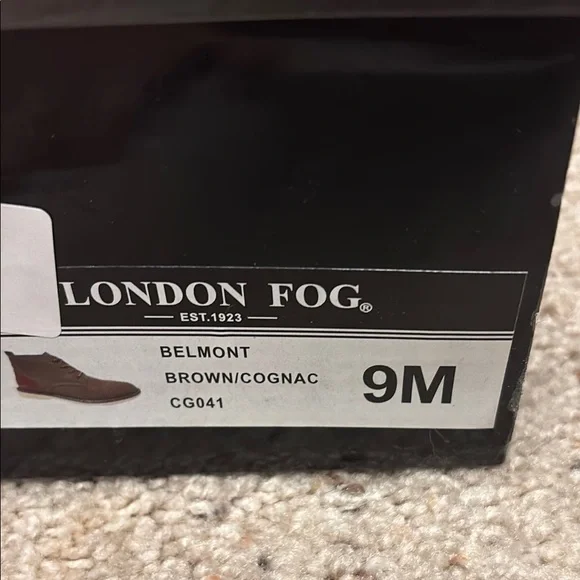 LONDON FOG®
EST.1923
BELMONT
BROWN/COGNAC
CG041
9M